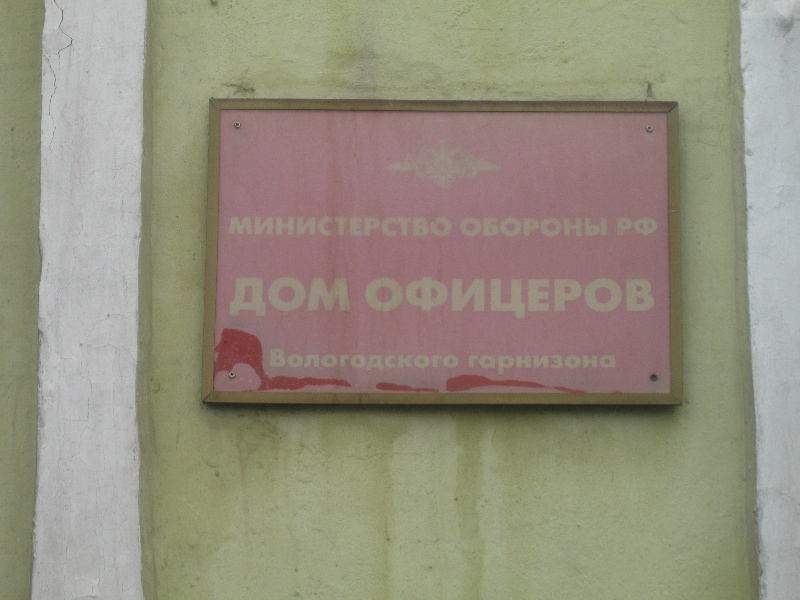 МИНИСТЕРСТВО ОБОРОНЫ РФ
ДОМ ОФИЦЕРОВ
Вологодского гарнизона